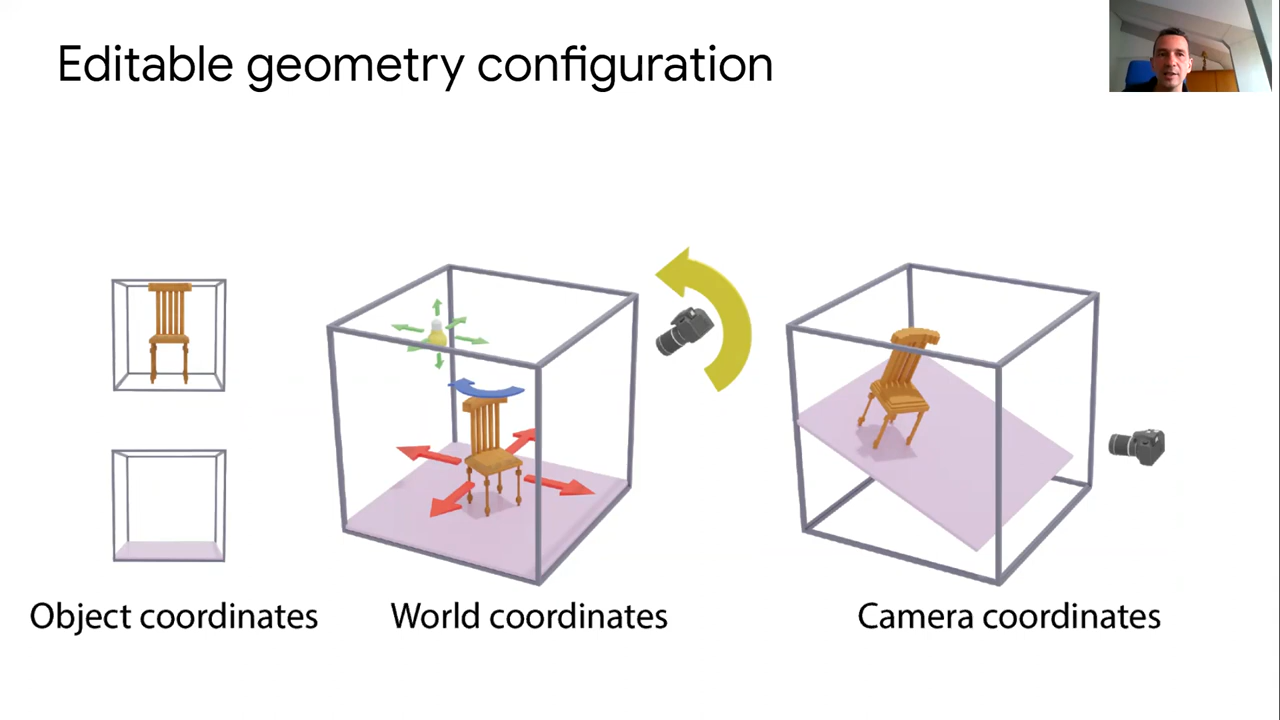 Editable geometry configuration
Object coordinates
World coordinates
Camera coordinates